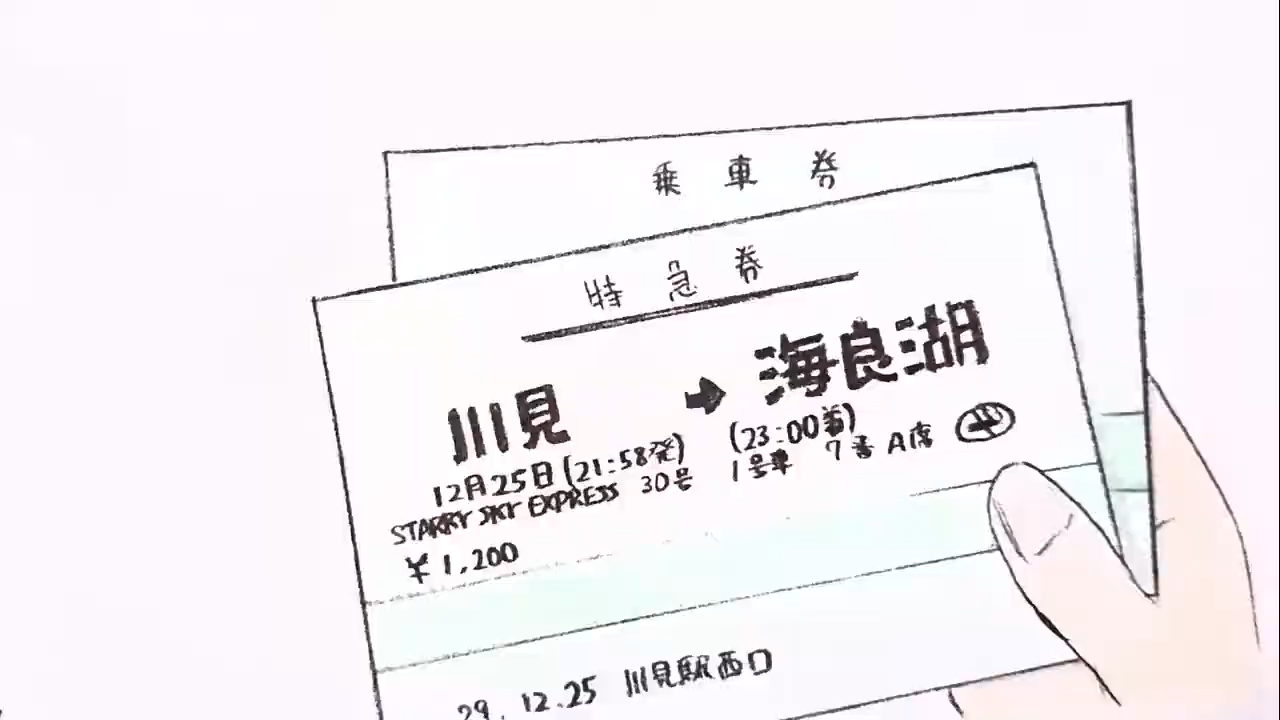 乗車券
特急券
川見 → 海良湖
12月25日(21:58発) (23:00着)
STARRY SKY EXPRESS 30号 1号車 7番 A席
¥1,200
29.12.25 川見駅西口